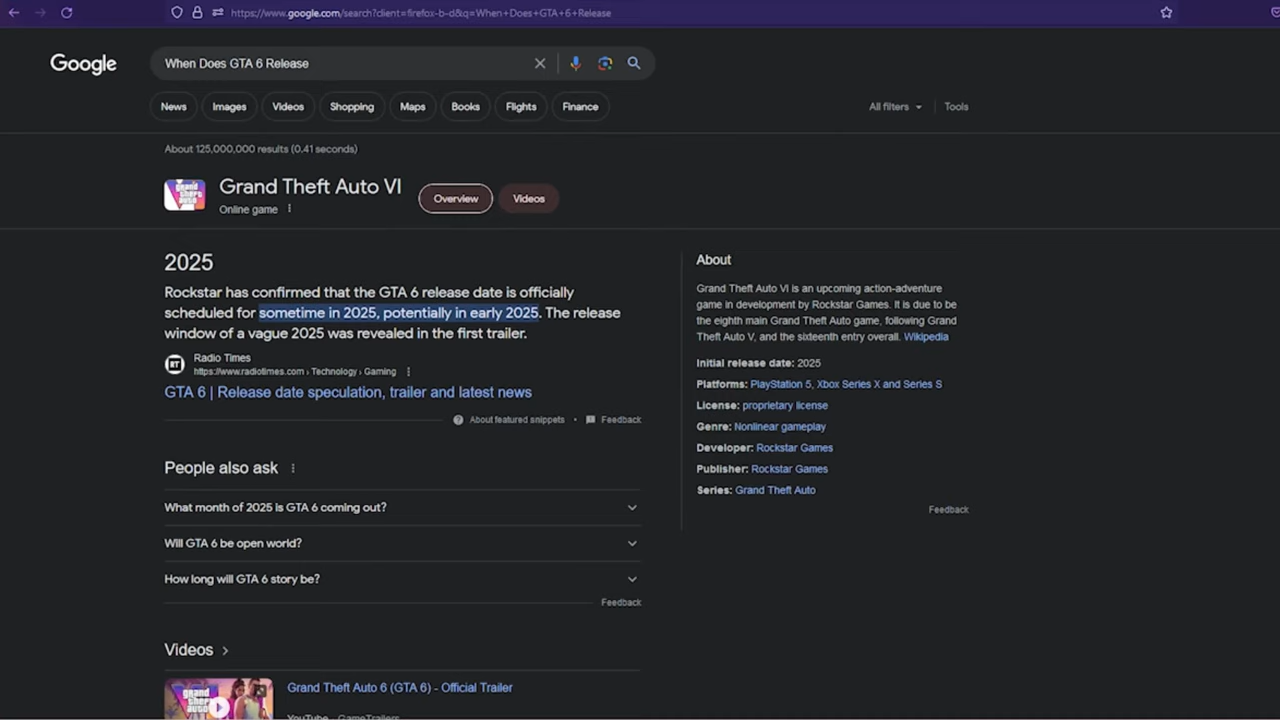 https://www.google.com/search?client=firefox-b-d&q=When+Does+GTA+6+Release
Google
When Does GTA 6 Release
News
Images
Videos
Shopping
Maps
Books
Flights
Finance
All filters
Tools
About 125,000,000 results (0.41 seconds)
Grand Theft Auto VI
Online game
Overview
Videos
2025
Rockstar has confirmed that the GTA 6 release date is officially
scheduled for sometime in 2025, potentially in early 2025. The release
window of a vague 2025 was revealed in the first trailer.
RT
Radio Times
https://www.radiotimes.com › Technology › Gaming
GTA 6 | Release date speculation, trailer and latest news
About featured snippets • Feedback
People also ask
What month of 2025 is GTA 6 coming out?
Will GTA 6 be open world?
How long will GTA 6 story be?
Feedback
Videos
Grand Theft Auto 6 (GTA 6) - Official Trailer
YouTube · GameTrailers
About
Grand Theft Auto VI is an upcoming action-adventure
game in development by Rockstar Games. It is due to be
the eighth main Grand Theft Auto game, following Grand
Theft Auto V, and the sixteenth entry overall. Wikipedia
Initial release date: 2025
Platforms: PlayStation 5, Xbox Series X and Series S
License: proprietary license
Genre: Nonlinear gameplay
Developer: Rockstar Games
Publisher: Rockstar Games
Series: Grand Theft Auto
Feedback